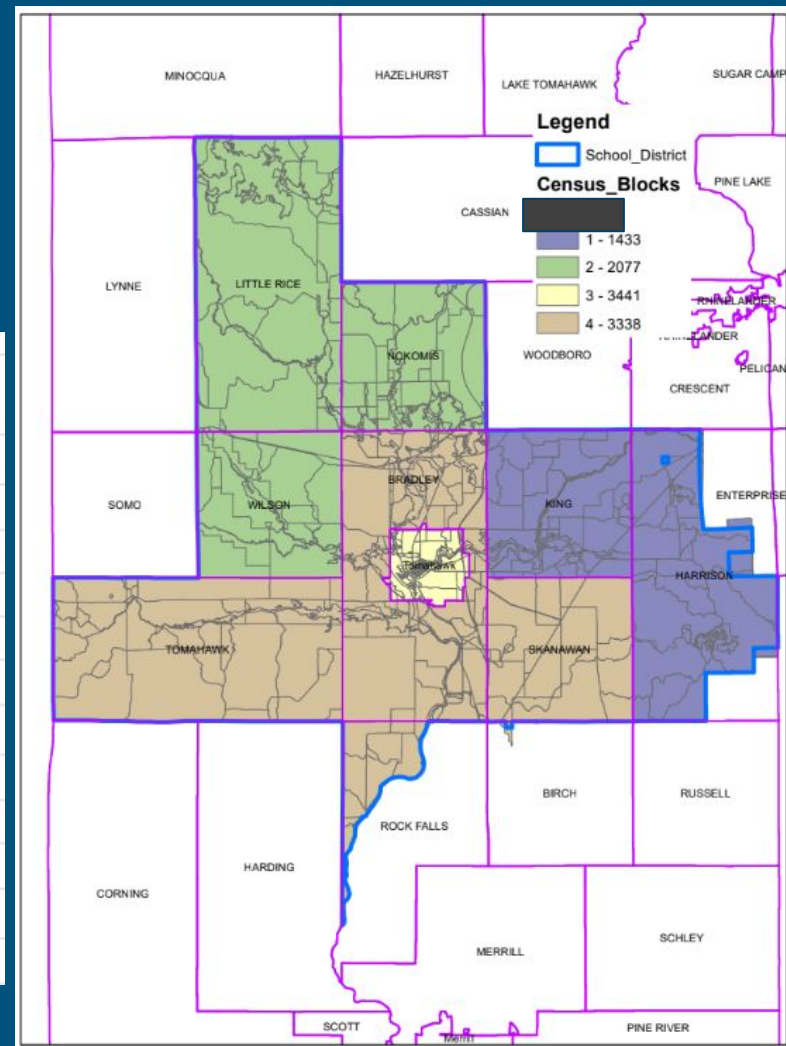 MINOCQUA
HAZELHURST
LAKE TOMAHAWK
SUGAR CAMP
Legend
School_District
Census_Blocks
1 - 1433
2 - 2077
3 - 3441
4 - 3338
PINE LAKE
CASSIAN
LYNNE
LITTLE RICE
RHINELANDER
NOKOMIS
WOODBORO
PELICAN
CRESCENT
SOMO
WILSON
BRADLEY
KING
ENTERPRISE
Tomahawk
HARRISON
TOMAHAWK
SKANAWAN
BIRCH
RUSSELL
ROCK FALLS
HARDING
CORNING
MERRILL
SCHLEY
SCOTT
PINE RIVER
Merrill